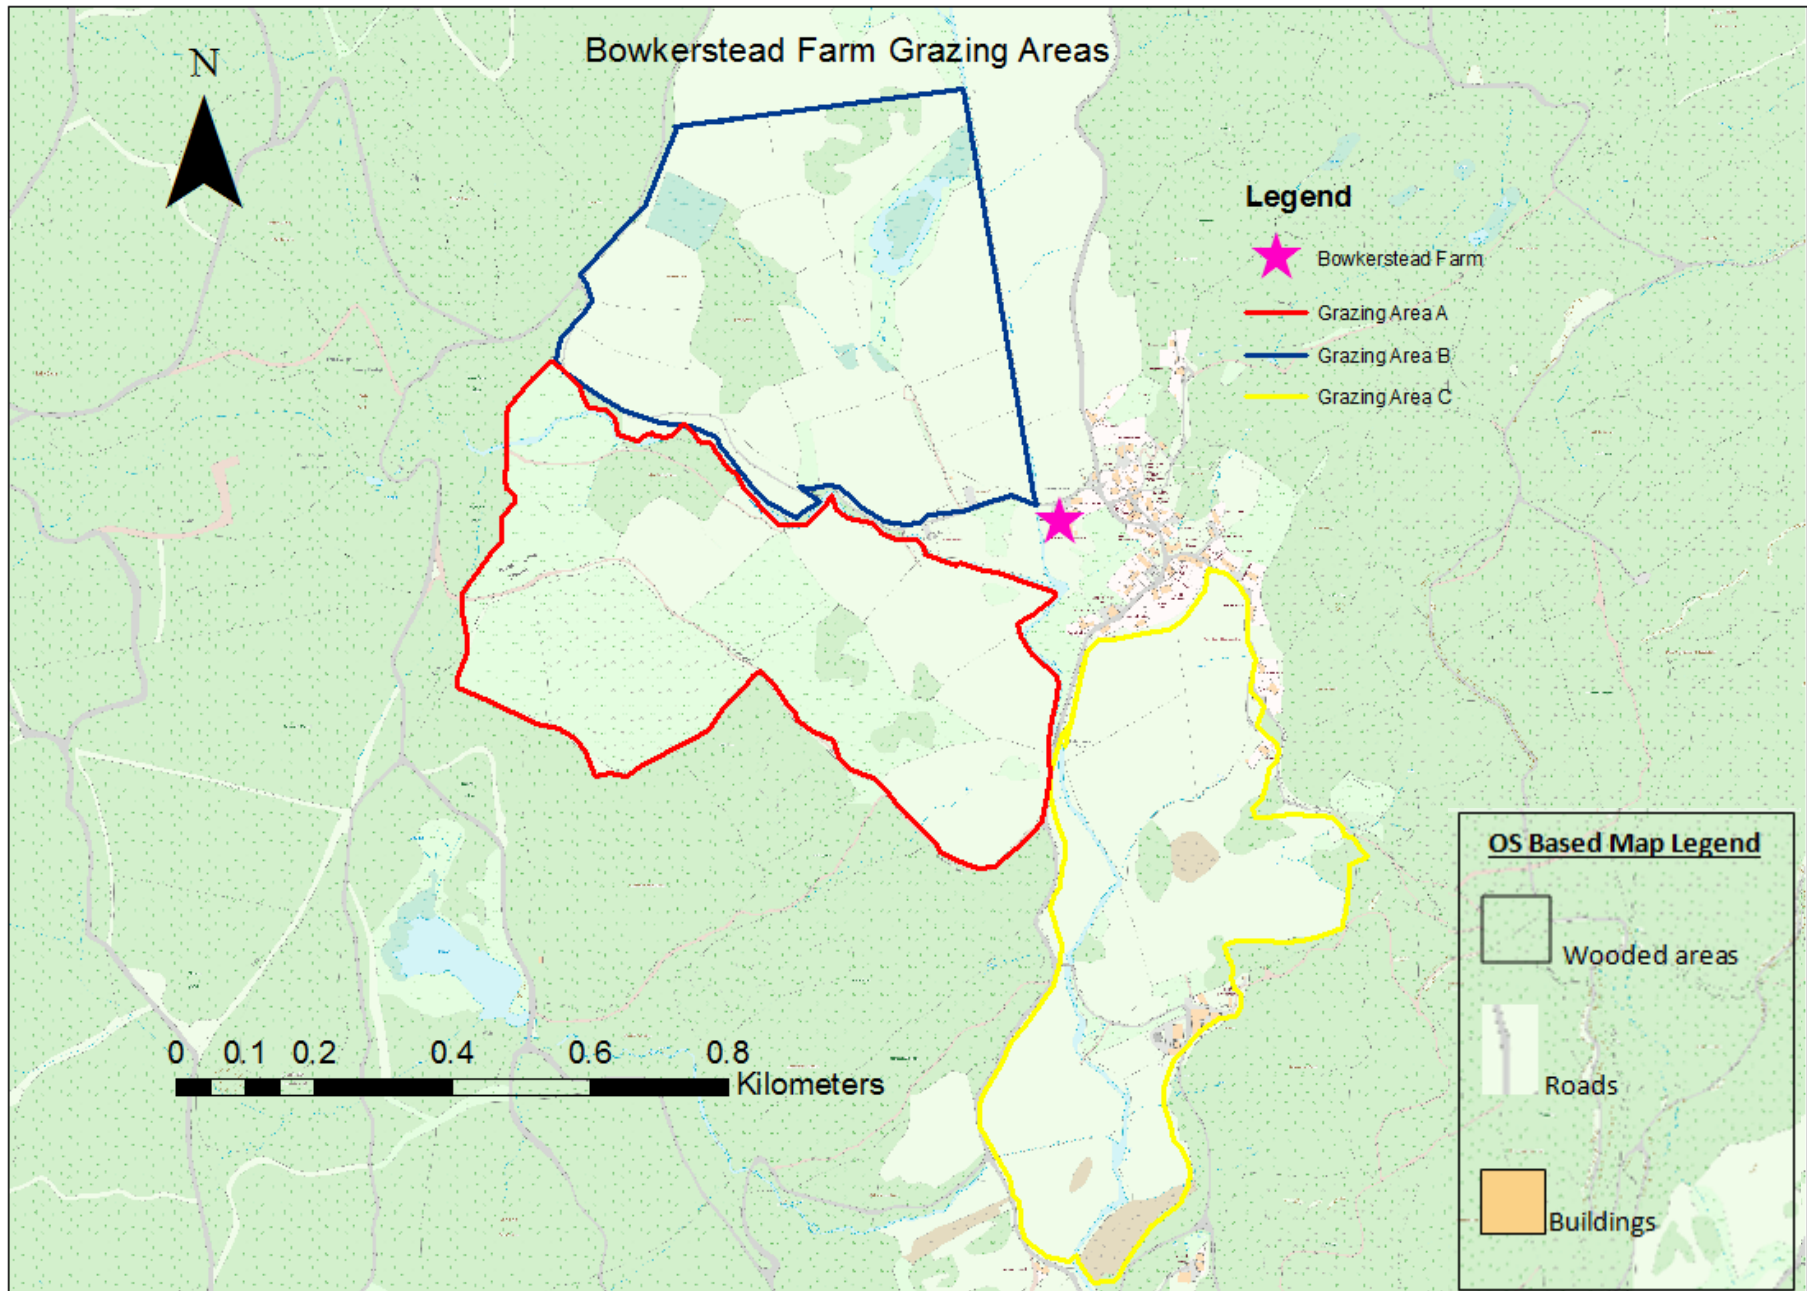 Bowkerstead Farm Grazing Areas
N
Legend
Bowkerstead Farm
Grazing Area A
Grazing Area B
Grazing Area C
OS Based Map Legend
Wooded areas
Roads
Buildings
0 0.1 0.2 0.4 0.6 0.8
Kilometers